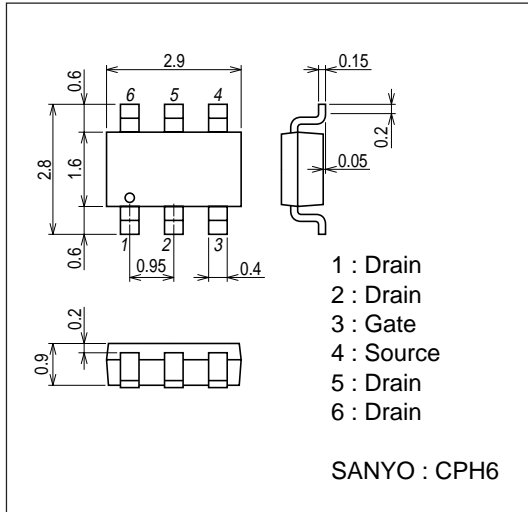 2.9
0.15
0.6
6 5 4
0.2
2.8
1.6
0.05
0.6
1 2 3
0.95
0.4
1 : Drain
2 : Drain
3 : Gate
4 : Source
5 : Drain
6 : Drain
0.2
0.9
SANYO : CPH6